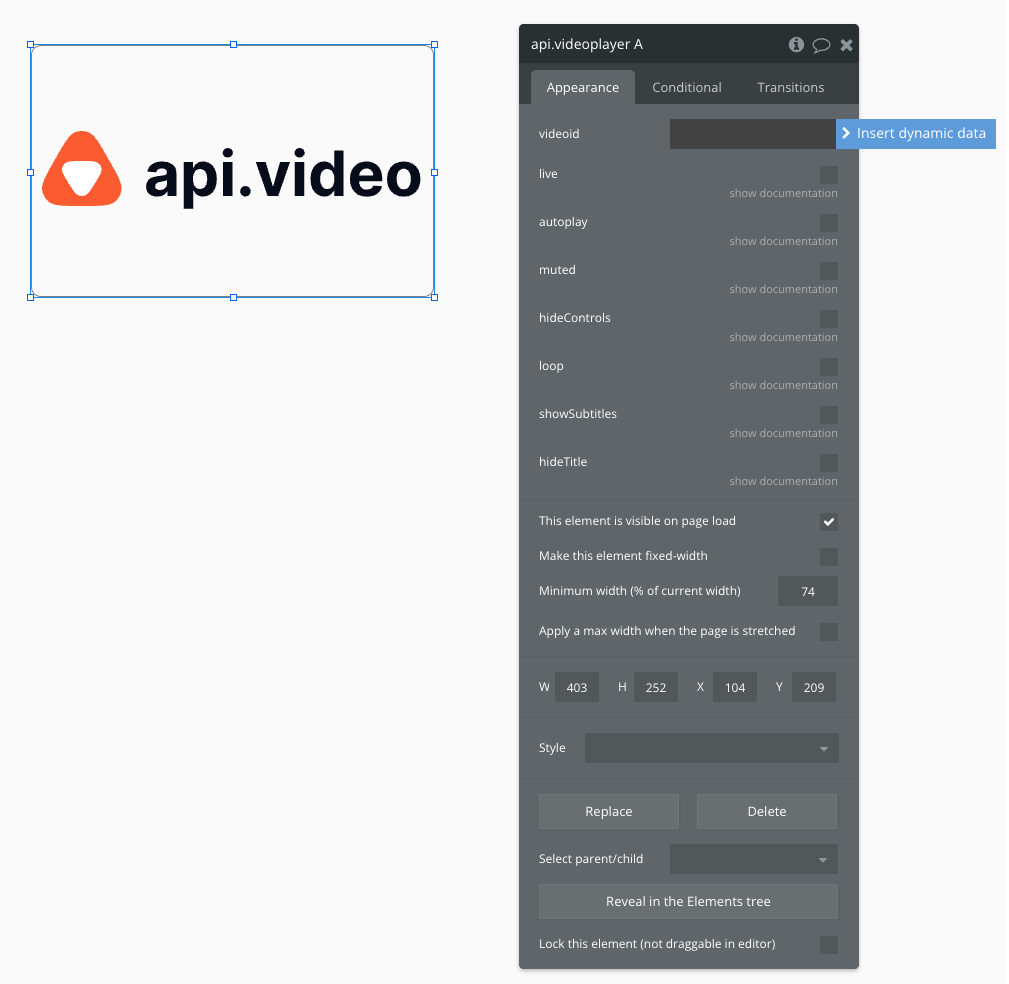 api.video
api.videoplayer A
Appearance Conditional Transitions
videoid Insert dynamic data
live
show documentation
autoplay
show documentation
muted
show documentation
hideControls
show documentation
loop
show documentation
showSubtitles
show documentation
hideTitle
show documentation
This element is visible on page load
Make this element fixed-width
Minimum width (% of current width) 74
Apply a max width when the page is stretched
W 403 H 252 X 104 Y 209
Style
Replace Delete
Select parent/child
Reveal in the Elements tree
Lock this element (not draggable in editor)